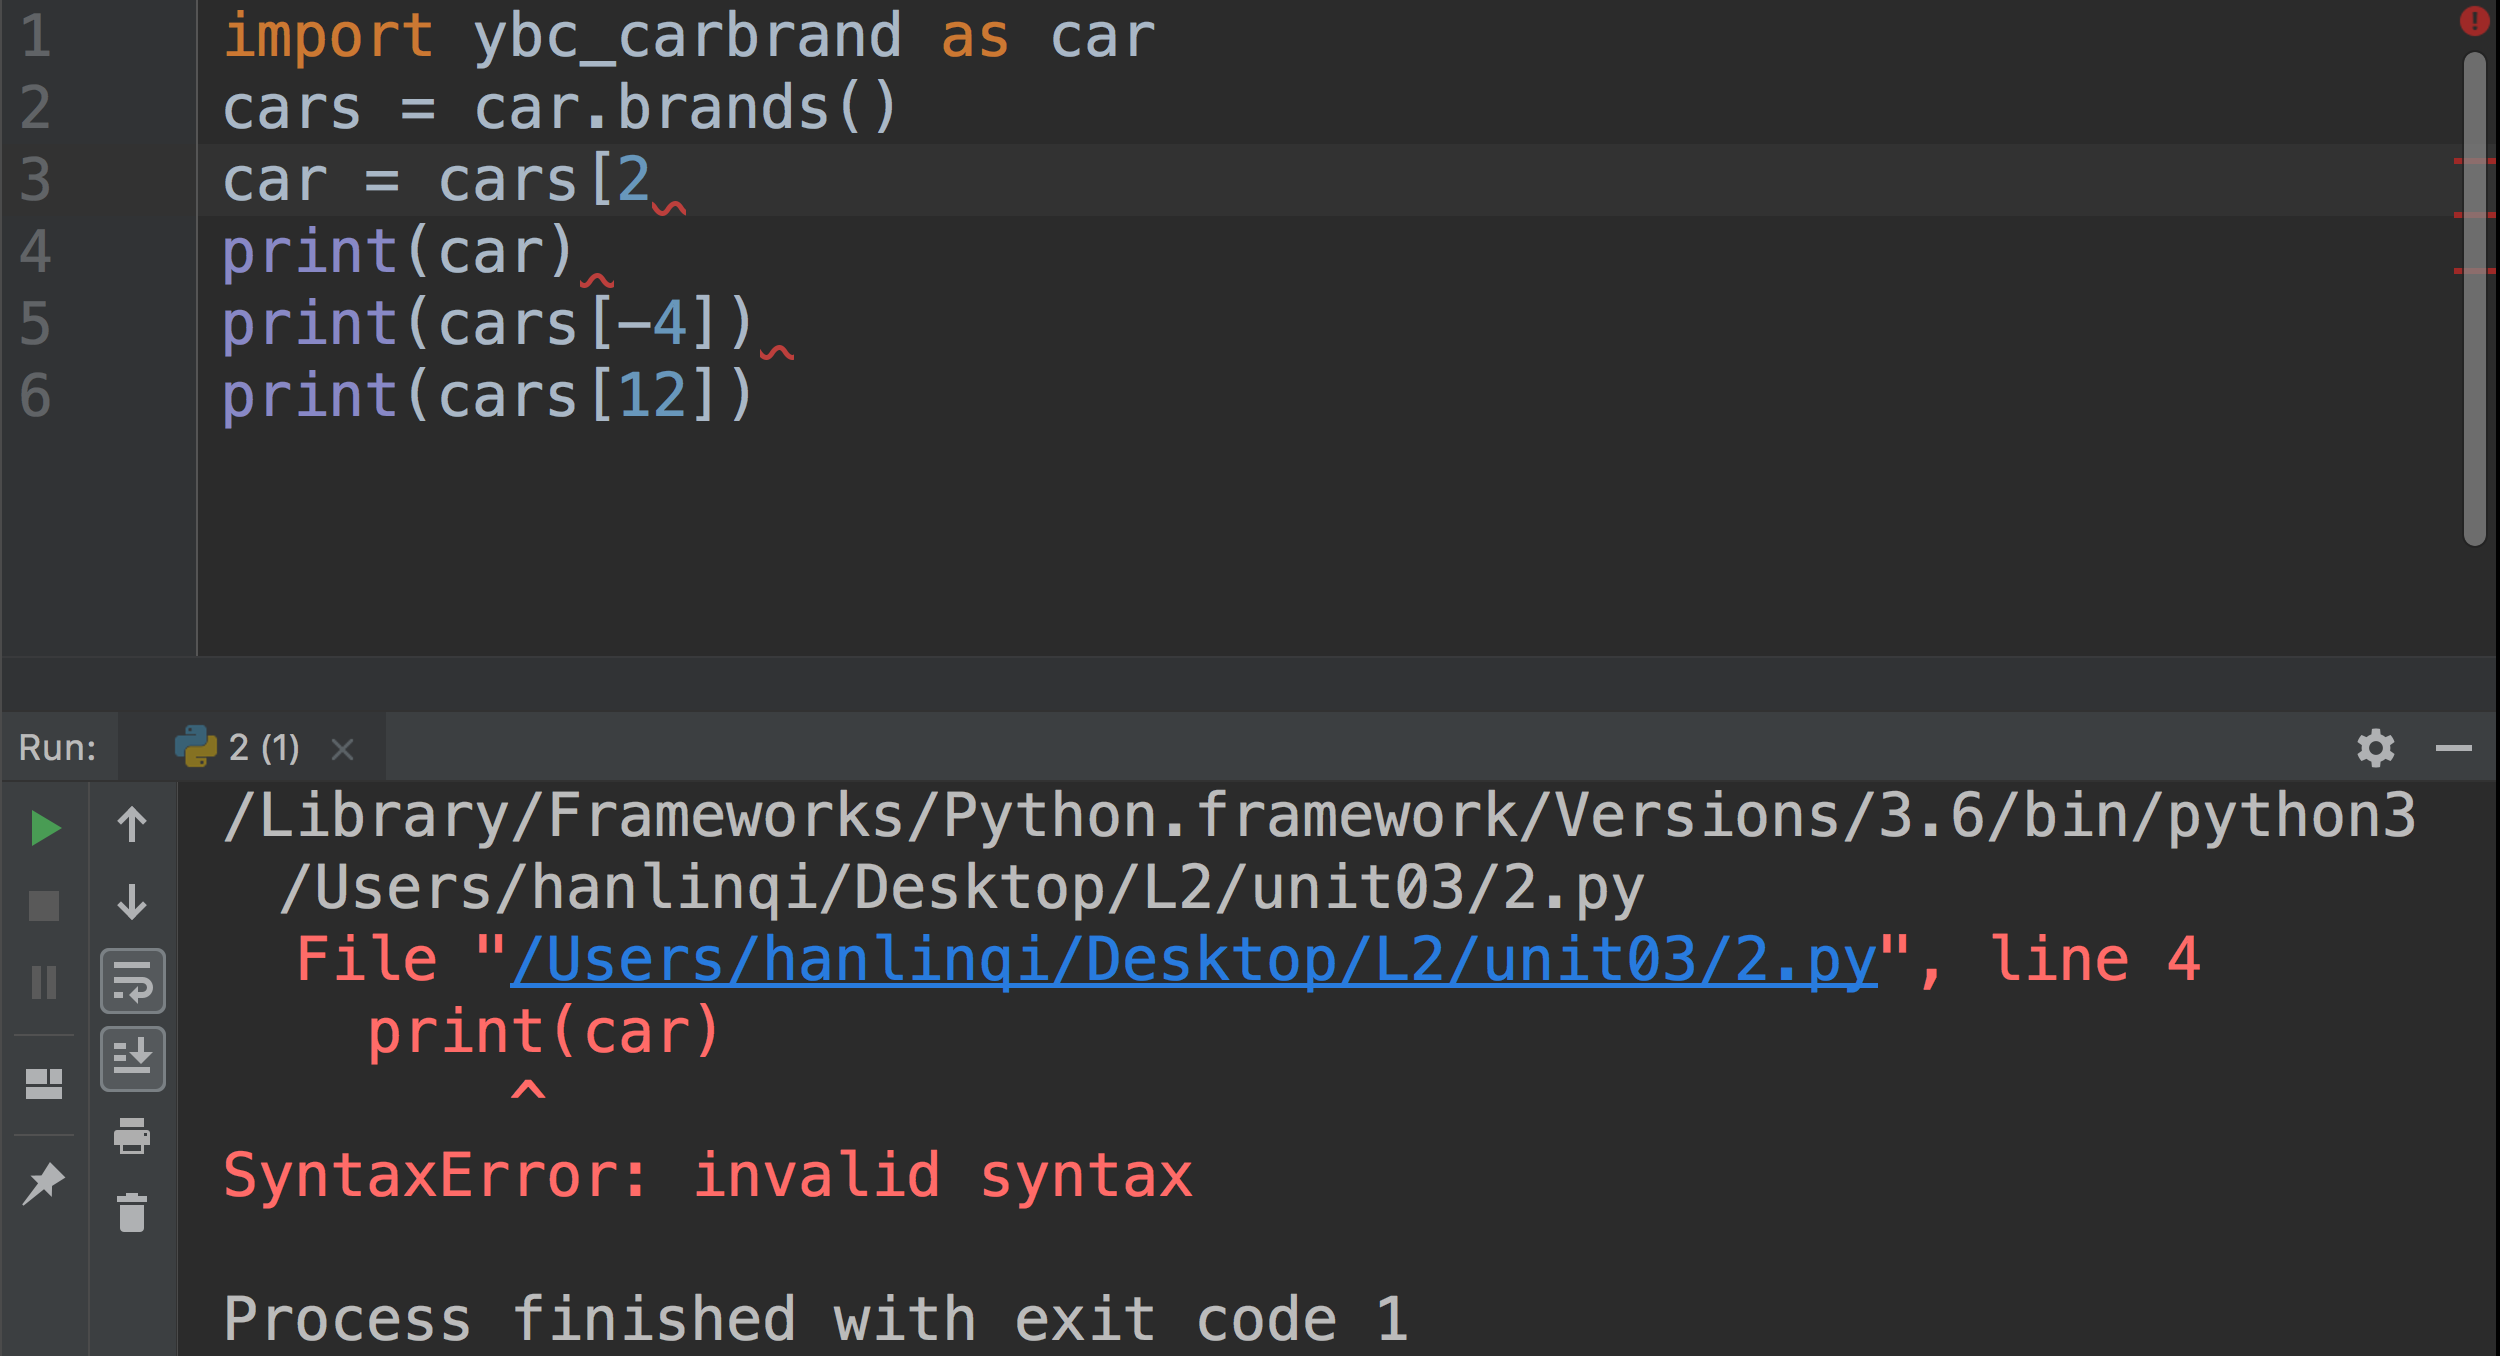 1 import ybc_carbrand as car
2 cars = car.brands()
3 car = cars[2
4 print(car)
5 print(cars[-4])
6 print(cars[12])
Run: 2 (1)
/Library/Frameworks/Python.framework/Versions/3.6/bin/python3
/Users/hanlinqi/Desktop/L2/unit03/2.py
File "/Users/hanlinqi/Desktop/L2/unit03/2.py", line 4
print(car)
^
SyntaxError: invalid syntax
Process finished with exit code 1